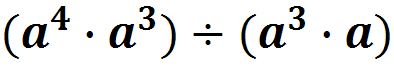 (a⁴ · a³) ÷ (a³ · a)